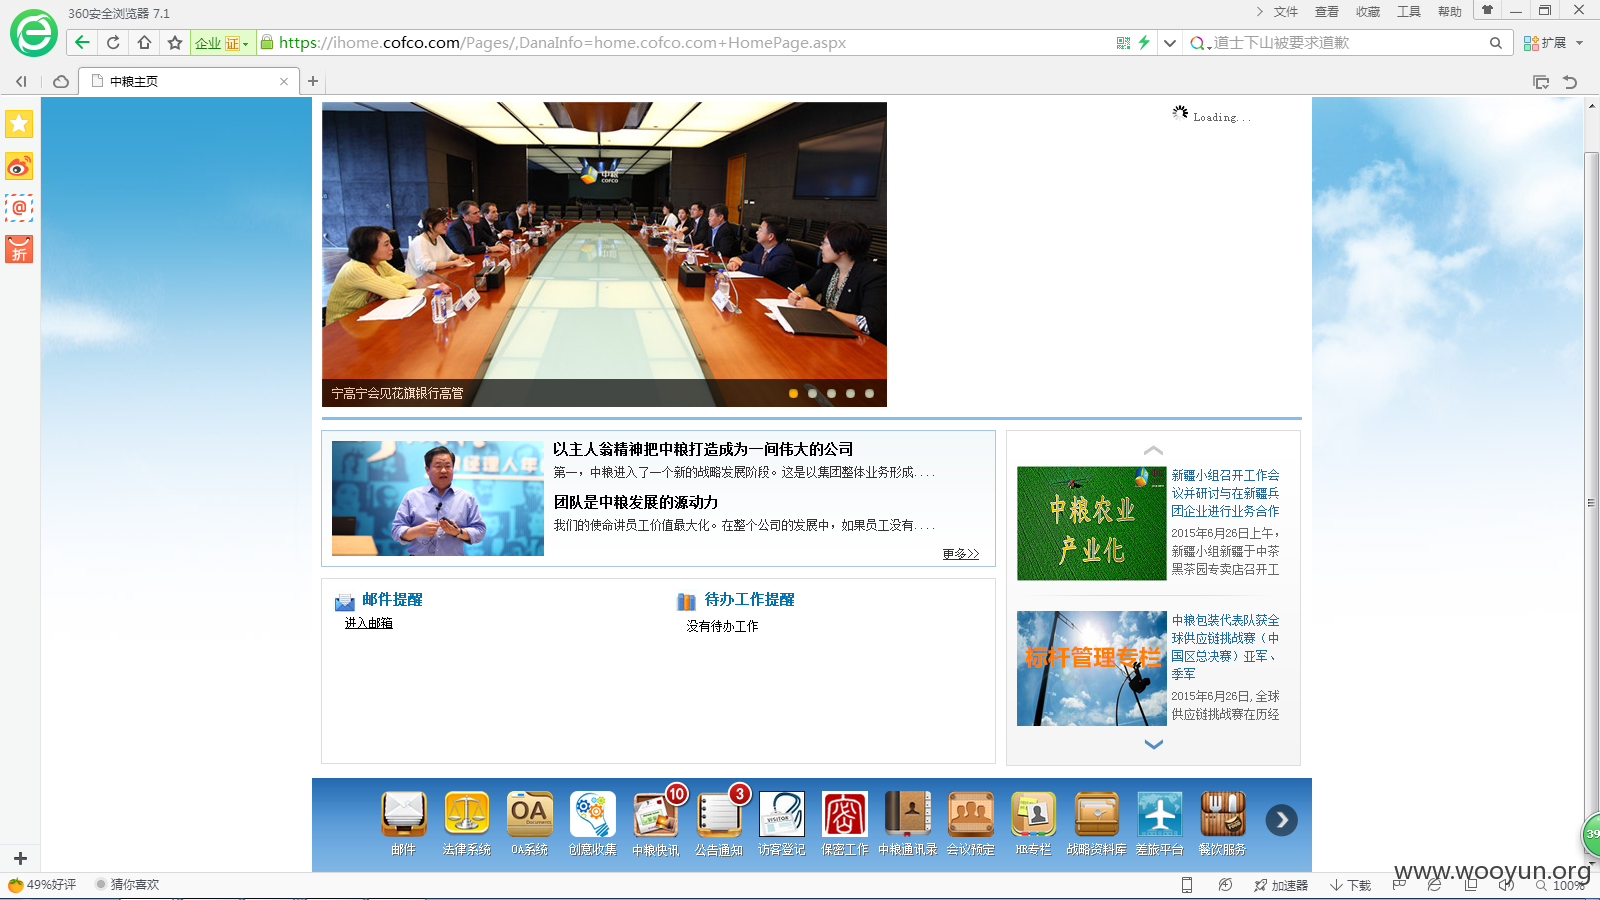 360安全浏览器 7.1
文件 查看 收藏 工具 帮助
企业 证
https://ihome.cofco.com/Pages/,DanaInfo=home.cofco.com+HomePage.aspx
道士下山被要求道歉
扩展
中粮主页
@
折
中粮
COFCO
Loading...
宁高宁会见花旗银行高管
以主人翁精神把中粮打造成为一间伟大的公司
第一，中粮进入了一个新的战略发展阶段。这是以集团整体业务形成....
团队是中粮发展的源动力
我们的使命讲员工价值最大化。在整个公司的发展中，如果员工没有....
更多>>
邮件提醒
进入邮箱
待办工作提醒
没有待办工作
中粮农业
产业化
新疆小组召开工作会
议并研讨与在新疆兵
团企业进行业务合作
2015年6月26日上午，
新疆小组新疆于中茶
黑茶园专卖店召开工
标杆管理专栏
中粮包装代表队获全
球供应链挑战赛（中
国区总决赛）亚军、
季军
2015年6月26日,全球
供应链挑战赛在历经
OA
Documents
10
3
VISITOR
密
邮件 法律系统 OA系统 创意收集 中粮快讯 公告通知 访客登记 保密工作 中粮通讯录 会议预定 HR专栏 战略资料库 差旅平台 餐饮服务
39
www.wooyun.org
49%好评 猜你喜欢
加速器 下载 100%